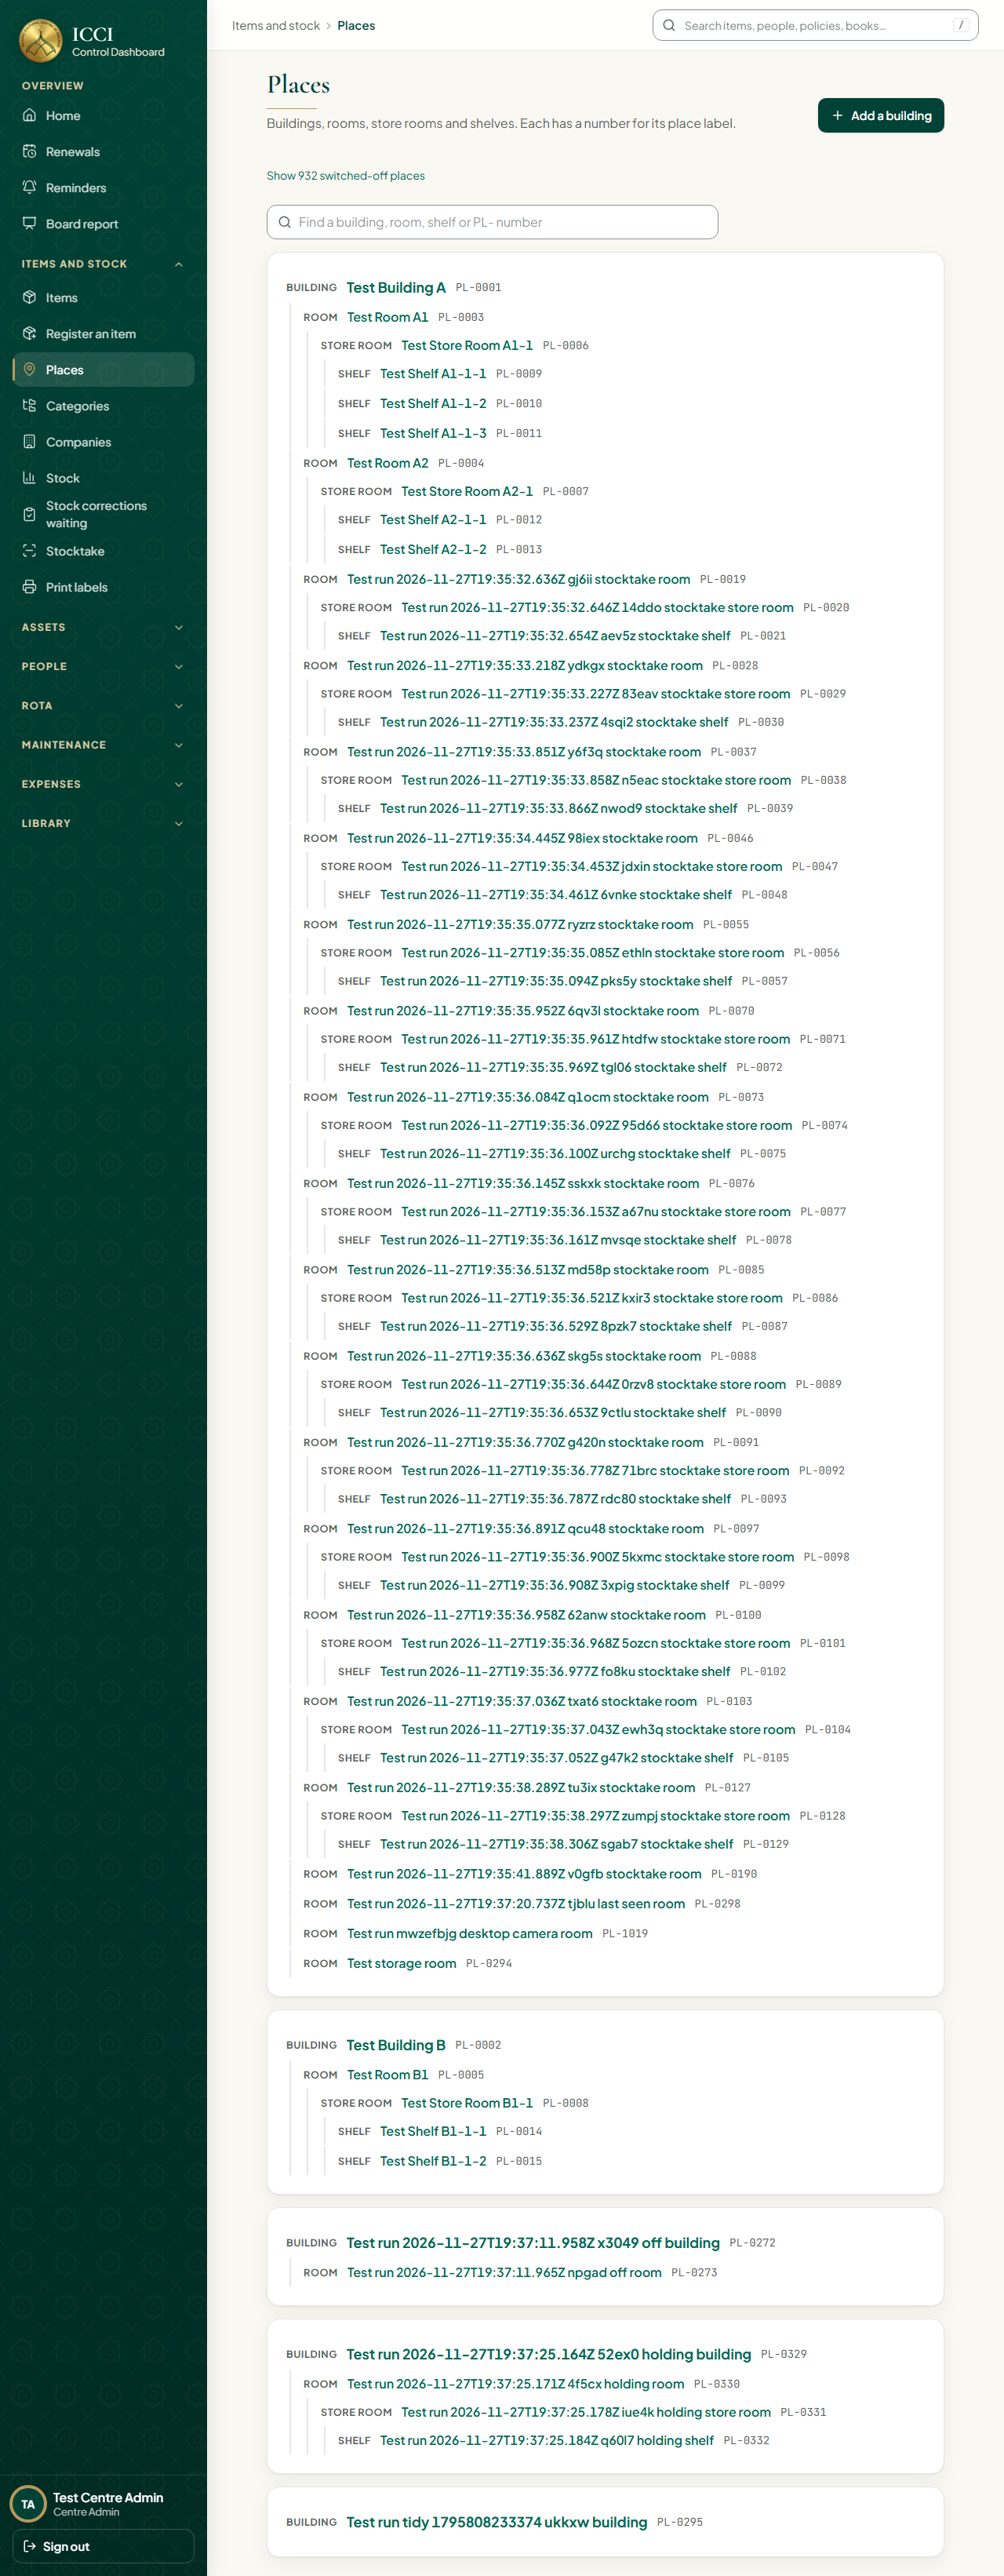 ICCI
Control Dashboard
OVERVIEW
Home
Renewals
Reminders
Board report
ITEMS AND STOCK
Items
Register an item
Places
Categories
Companies
Stock
Stock corrections
waiting
Stocktake
Print labels
ASSETS
PEOPLE
ROTA
MAINTENANCE
EXPENSES
LIBRARY
TA
Test Centre Admin
Centre Admin
Sign out
Items and stock > Places
Search items, people, policies, books... /
Places
Buildings, rooms, store rooms and shelves. Each has a number for its place label.
+ Add a building
Show 932 switched-off places
Find a building, room, shelf or PL- number
BUILDING Test Building A PL-0001
ROOM Test Room A1 PL-0003
STORE ROOM Test Store Room A1-1 PL-0006
SHELF Test Shelf A1-1-1 PL-0009
SHELF Test Shelf A1-1-2 PL-0010
SHELF Test Shelf A1-1-3 PL-0011
ROOM Test Room A2 PL-0004
STORE ROOM Test Store Room A2-1 PL-0007
SHELF Test Shelf A2-1-1 PL-0012
SHELF Test Shelf A2-1-2 PL-0013
ROOM Test run 2026-11-27T19:35:32.636Z gj6ii stocktake room PL-0019
STORE ROOM Test run 2026-11-27T19:35:32.646Z 14ddo stocktake store room PL-0020
SHELF Test run 2026-11-27T19:35:32.654Z aev5z stocktake shelf PL-0021
ROOM Test run 2026-11-27T19:35:33.218Z ydkgx stocktake room PL-0028
STORE ROOM Test run 2026-11-27T19:35:33.227Z 83eav stocktake store room PL-0029
SHELF Test run 2026-11-27T19:35:33.237Z 4sqi2 stocktake shelf PL-0030
ROOM Test run 2026-11-27T19:35:33.851Z y6f3q stocktake room PL-0037
STORE ROOM Test run 2026-11-27T19:35:33.858Z n5eac stocktake store room PL-0038
SHELF Test run 2026-11-27T19:35:33.866Z nwod9 stocktake shelf PL-0039
ROOM Test run 2026-11-27T19:35:34.445Z 98iex stocktake room PL-0046
STORE ROOM Test run 2026-11-27T19:35:34.453Z jdxin stocktake store room PL-0047
SHELF Test run 2026-11-27T19:35:34.461Z 6vnke stocktake shelf PL-0048
ROOM Test run 2026-11-27T19:35:35.077Z ryzrz stocktake room PL-0055
STORE ROOM Test run 2026-11-27T19:35:35.085Z ethln stocktake store room PL-0056
SHELF Test run 2026-11-27T19:35:35.094Z pks5y stocktake shelf PL-0057
ROOM Test run 2026-11-27T19:35:35.952Z 6qv3l stocktake room PL-0070
STORE ROOM Test run 2026-11-27T19:35:35.961Z htdfw stocktake store room PL-0071
SHELF Test run 2026-11-27T19:35:35.969Z tgl06 stocktake shelf PL-0072
ROOM Test run 2026-11-27T19:35:36.084Z q1ocm stocktake room PL-0073
STORE ROOM Test run 2026-11-27T19:35:36.092Z 95d66 stocktake store room PL-0074
SHELF Test run 2026-11-27T19:35:36.100Z urchg stocktake shelf PL-0075
ROOM Test run 2026-11-27T19:35:36.145Z sskxk stocktake room PL-0076
STORE ROOM Test run 2026-11-27T19:35:36.153Z a67nu stocktake store room PL-0077
SHELF Test run 2026-11-27T19:35:36.161Z mvsqe stocktake shelf PL-0078
ROOM Test run 2026-11-27T19:35:36.513Z md58p stocktake room PL-0085
STORE ROOM Test run 2026-11-27T19:35:36.521Z kxir3 stocktake store room PL-0086
SHELF Test run 2026-11-27T19:35:36.529Z 8pzk7 stocktake shelf PL-0087
ROOM Test run 2026-11-27T19:35:36.636Z skg5s stocktake room PL-0088
STORE ROOM Test run 2026-11-27T19:35:36.644Z 0rzv8 stocktake store room PL-0089
SHELF Test run 2026-11-27T19:35:36.653Z 9ctlu stocktake shelf PL-0090
ROOM Test run 2026-11-27T19:35:36.770Z g420n stocktake room PL-0091
STORE ROOM Test run 2026-11-27T19:35:36.778Z 71brc stocktake store room PL-0092
SHELF Test run 2026-11-27T19:35:36.787Z rdc80 stocktake shelf PL-0093
ROOM Test run 2026-11-27T19:35:36.891Z qcu48 stocktake room PL-0097
STORE ROOM Test run 2026-11-27T19:35:36.900Z 5kxmc stocktake store room PL-0098
SHELF Test run 2026-11-27T19:35:36.908Z 3xpig stocktake shelf PL-0099
ROOM Test run 2026-11-27T19:35:36.958Z 62anw stocktake room PL-0100
STORE ROOM Test run 2026-11-27T19:35:36.968Z 5ozcn stocktake store room PL-0101
SHELF Test run 2026-11-27T19:35:36.977Z fo8ku stocktake shelf PL-0102
ROOM Test run 2026-11-27T19:35:37.036Z txat6 stocktake room PL-0103
STORE ROOM Test run 2026-11-27T19:35:37.043Z ewh3q stocktake store room PL-0104
SHELF Test run 2026-11-27T19:35:37.052Z g47k2 stocktake shelf PL-0105
ROOM Test run 2026-11-27T19:35:38.289Z tu3ix stocktake room PL-0127
STORE ROOM Test run 2026-11-27T19:35:38.297Z zumpj stocktake store room PL-0128
SHELF Test run 2026-11-27T19:35:38.306Z sgab7 stocktake shelf PL-0129
ROOM Test run 2026-11-27T19:35:41.889Z v0gfb stocktake room PL-0190
ROOM Test run 2026-11-27T19:37:20.737Z tjblu last seen room PL-0298
ROOM Test run mwzefbjg desktop camera room PL-1019
ROOM Test storage room PL-0294
BUILDING Test Building B PL-0002
ROOM Test Room B1 PL-0005
STORE ROOM Test Store Room B1-1 PL-0008
SHELF Test Shelf B1-1-1 PL-0014
SHELF Test Shelf B1-1-2 PL-0015
BUILDING Test run 2026-11-27T19:37:11.958Z x3049 off building PL-0272
ROOM Test run 2026-11-27T19:37:11.965Z npgad off room PL-0273
BUILDING Test run 2026-11-27T19:37:25.164Z 52ex0 holding building PL-0329
ROOM Test run 2026-11-27T19:37:25.171Z 4f5cx holding room PL-0330
STORE ROOM Test run 2026-11-27T19:37:25.178Z iue4k holding store room PL-0331
SHELF Test run 2026-11-27T19:37:25.184Z q60l7 holding shelf PL-0332
BUILDING Test run tidy 1795808233374 ukkxw building PL-0295